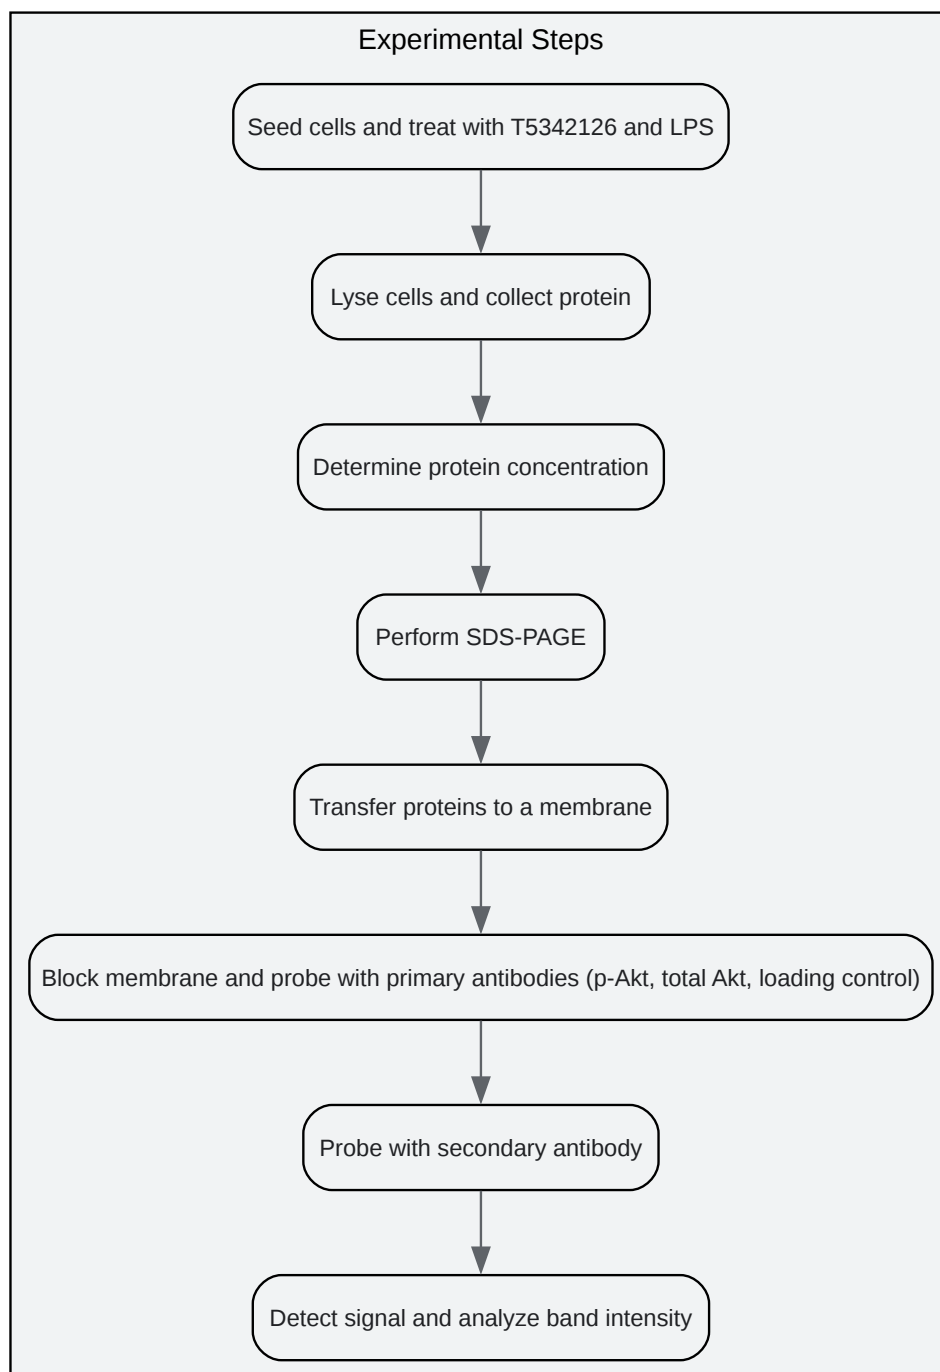 Experimental Steps
Seed cells and treat with T5342126 and LPS
Lyse cells and collect protein
Determine protein concentration
Perform SDS-PAGE
Transfer proteins to a membrane
Block membrane and probe with primary antibodies (p-Akt, total Akt, loading control)
Probe with secondary antibody
Detect signal and analyze band intensity